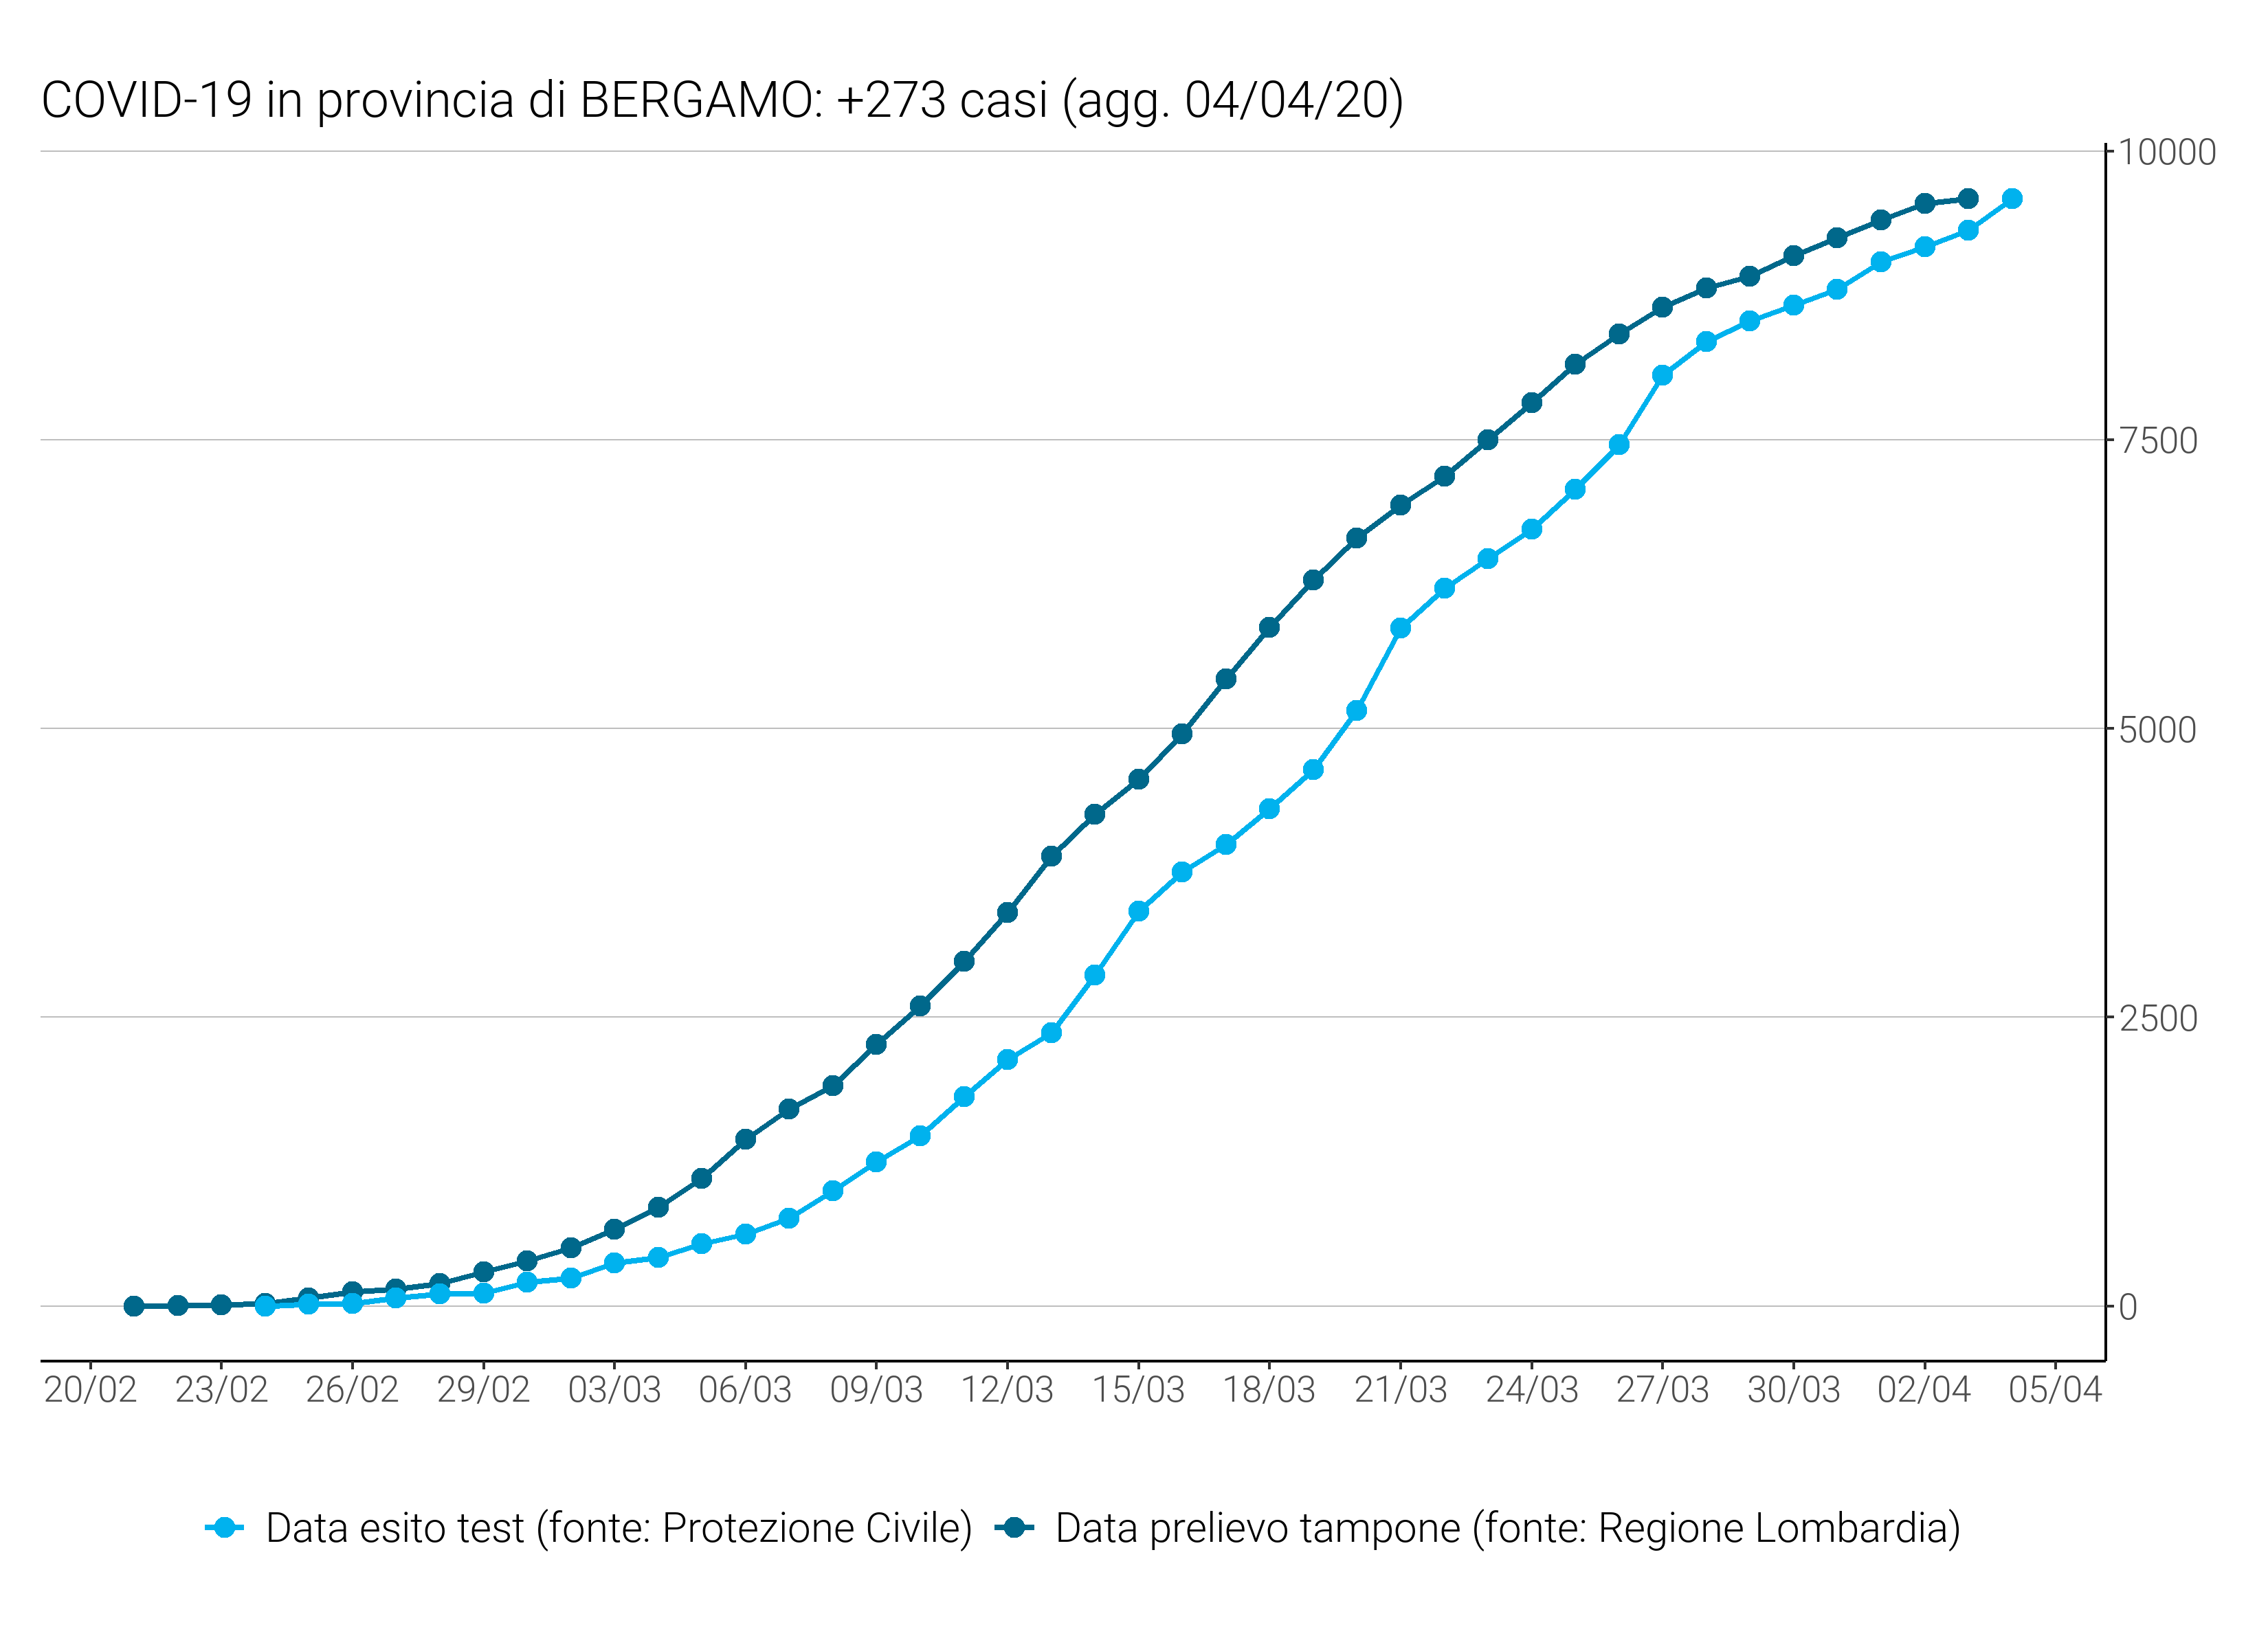 COVID-19 in provincia di BERGAMO: +273 casi (agg. 04/04/20)
10000
7500
5000
2500
0
20/02 23/02 26/02 29/02 03/03 06/03 09/03 12/03 15/03 18/03 21/03 24/03 27/03 30/03 02/04 05/04
Data esito test (fonte: Protezione Civile) Data prelievo tampone (fonte: Regione Lombardia)